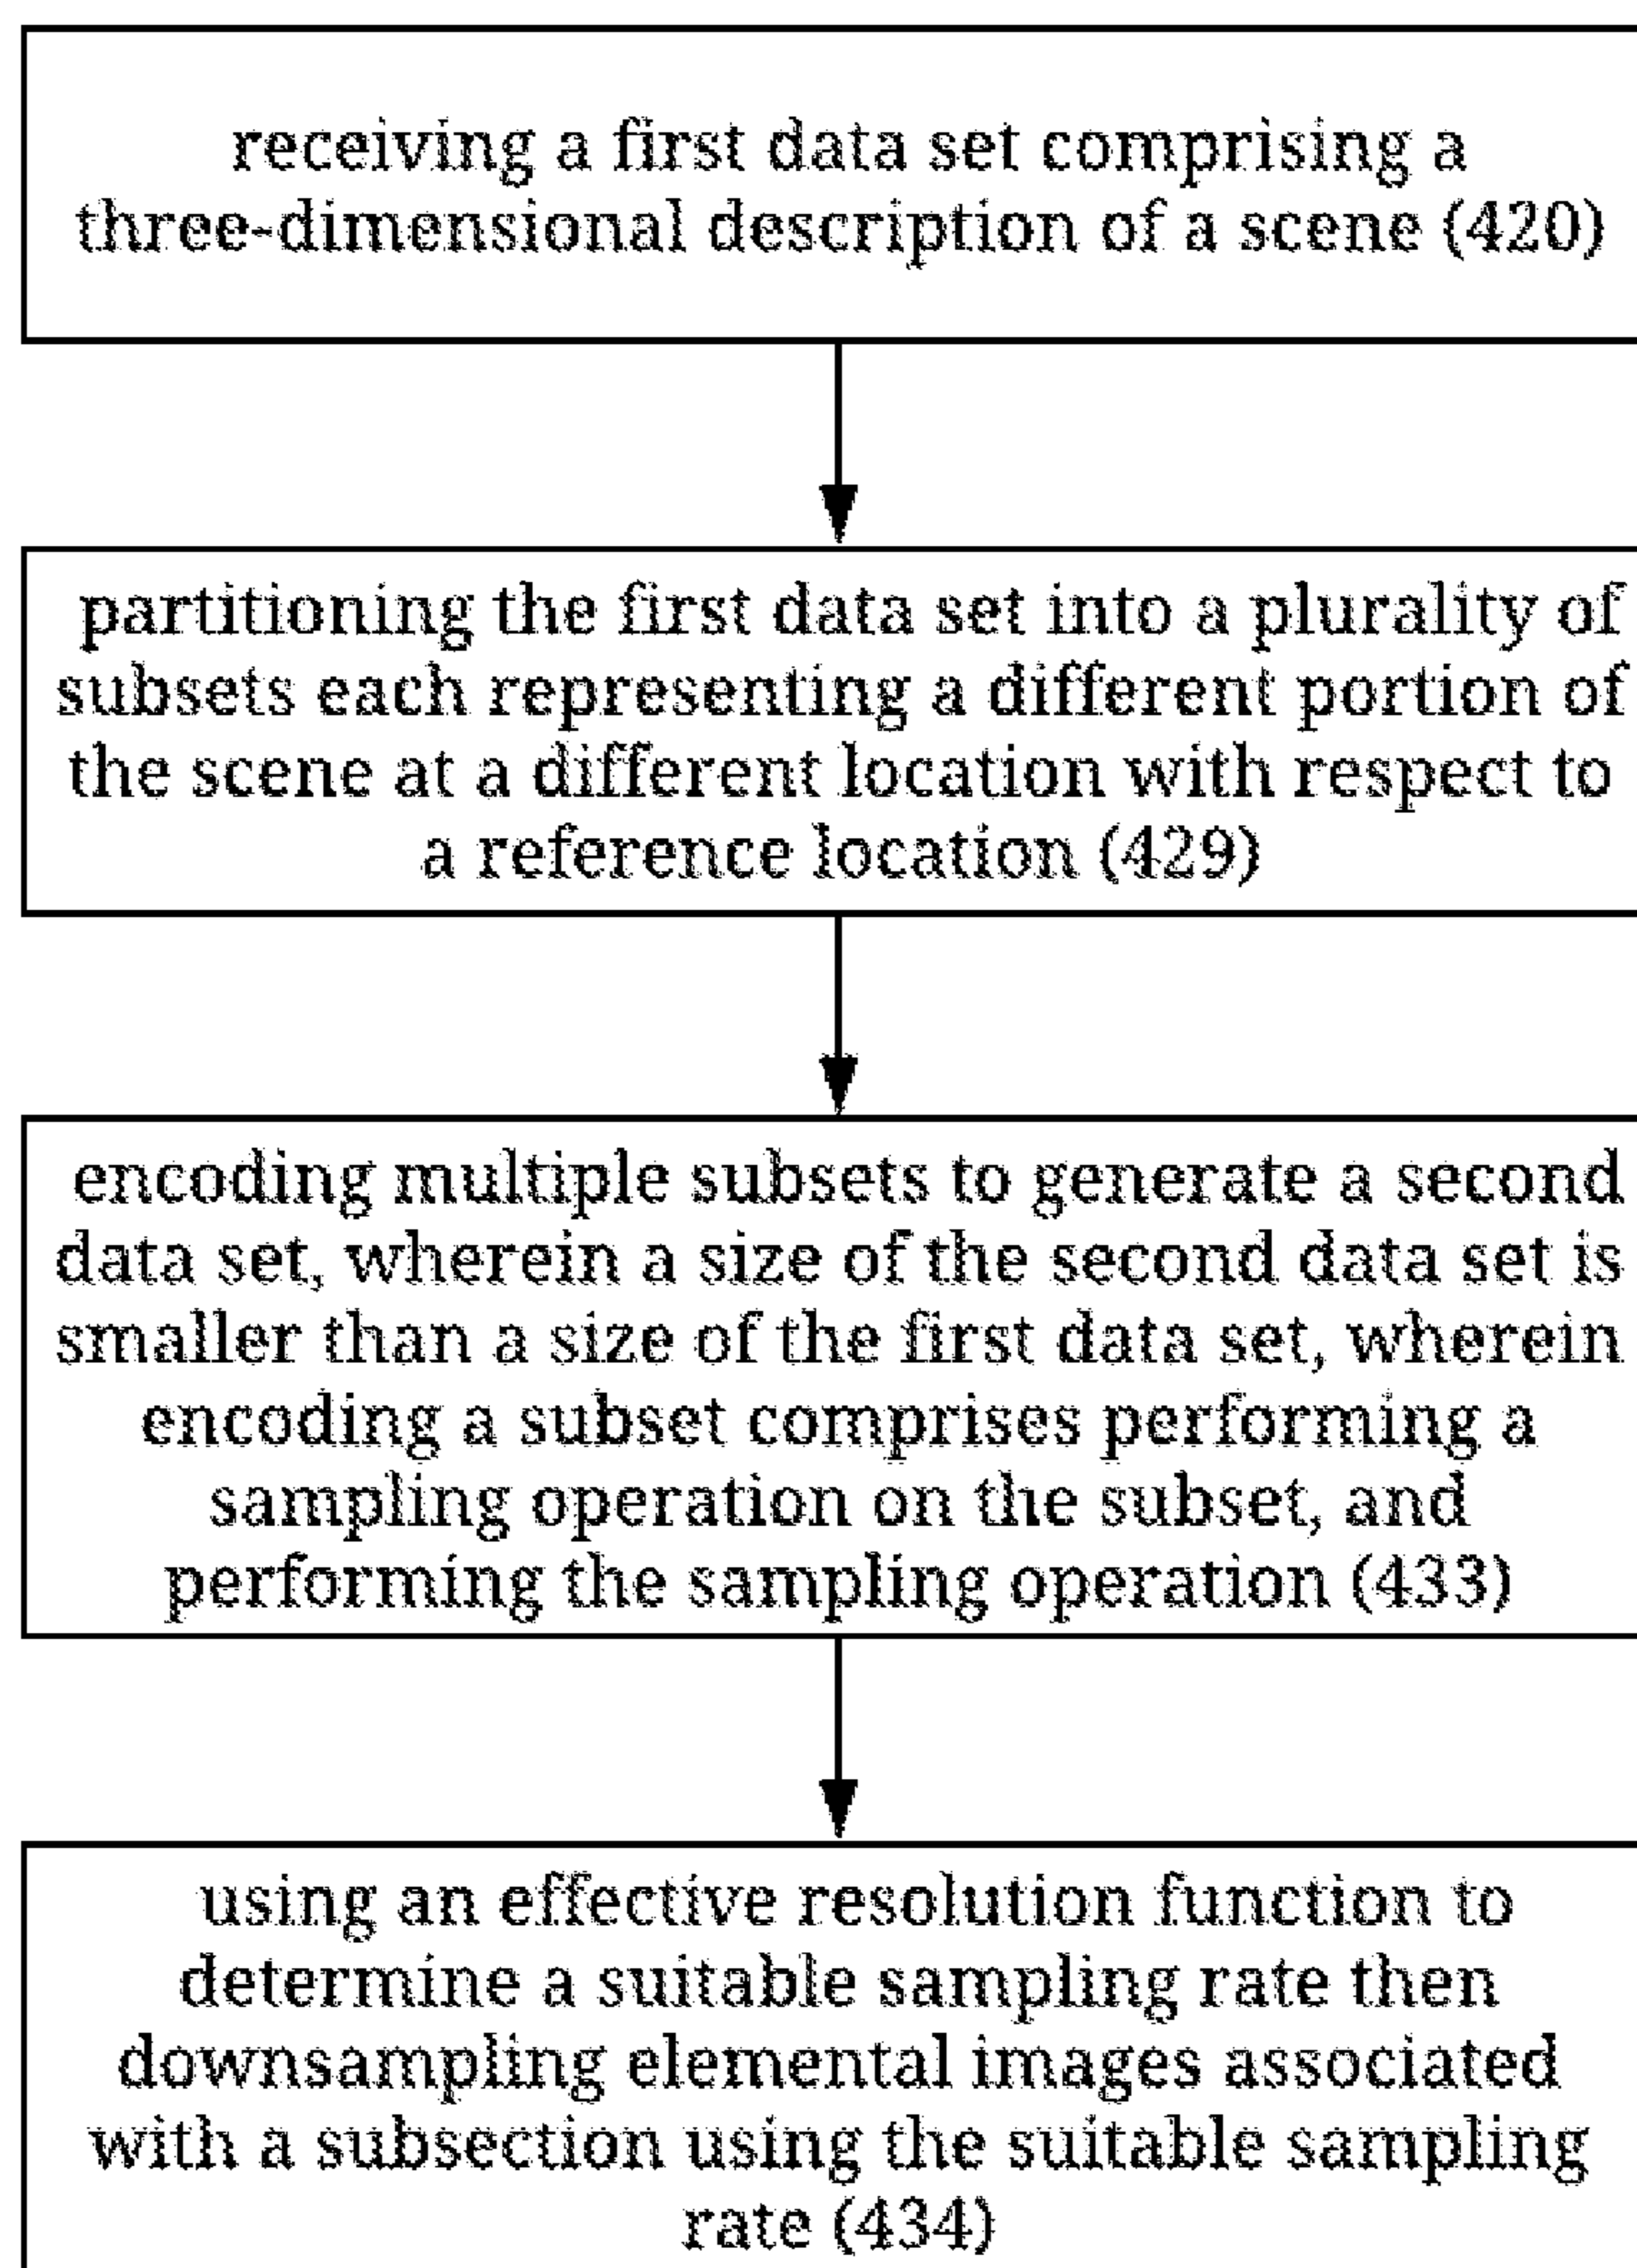 receiving a first data set comprising a
three-dimensional description of a scene (420)
partitioning the first data set into a plurality of
subsets each representing a different portion of
the scene at a different location with respect to
a reference location (429)
encoding multiple subsets to generate a second
data set, wherein a size of the second data set is
smaller than a size of the first data set, wherein
encoding a subset comprises performing a
sampling operation on the subset, and
performing the sampling operation (433)
using an effective resolution function to
determine a suitable sampling rate then
downsampling elemental images associated
with a subsection using the suitable sampling
rate (434)